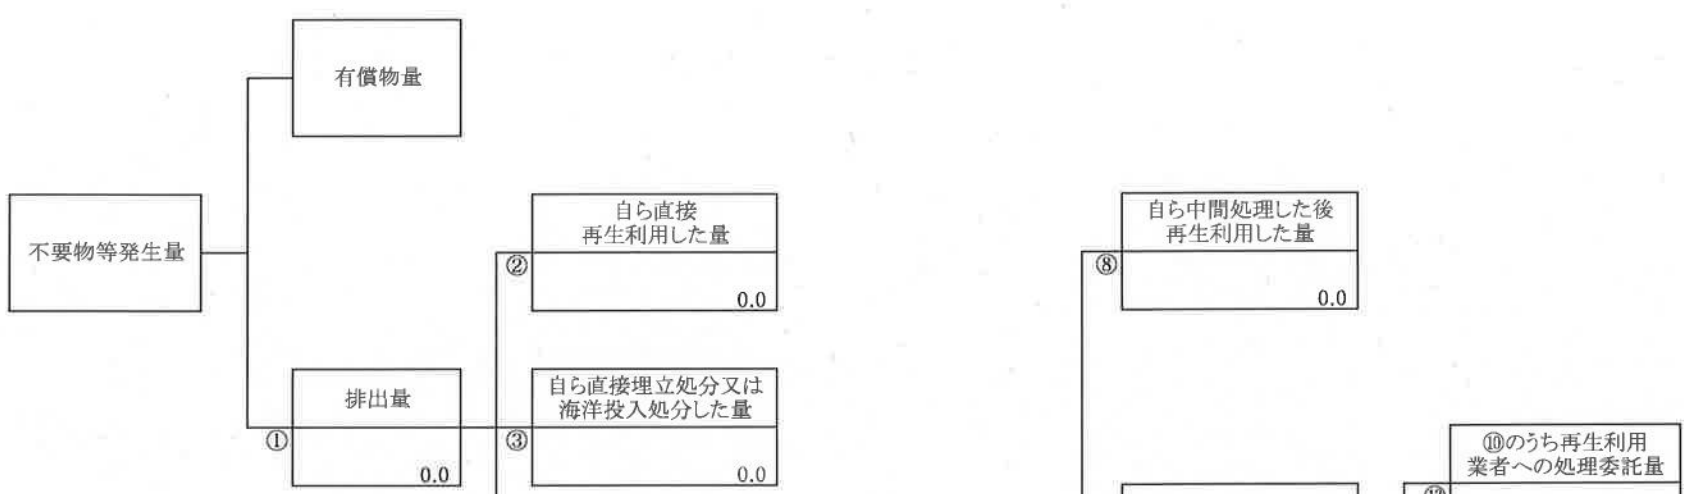 有償物量
不要物等発生量
自ら直接
再生利用した量
②
0.0
自ら中間処理した後
再生利用した量
⑧
0.0
排出量
①
0.0
自ら直接埋立処分又は
海洋投入処分した量
③
0.0
⑩のうち再生利用
業者への処理委託量